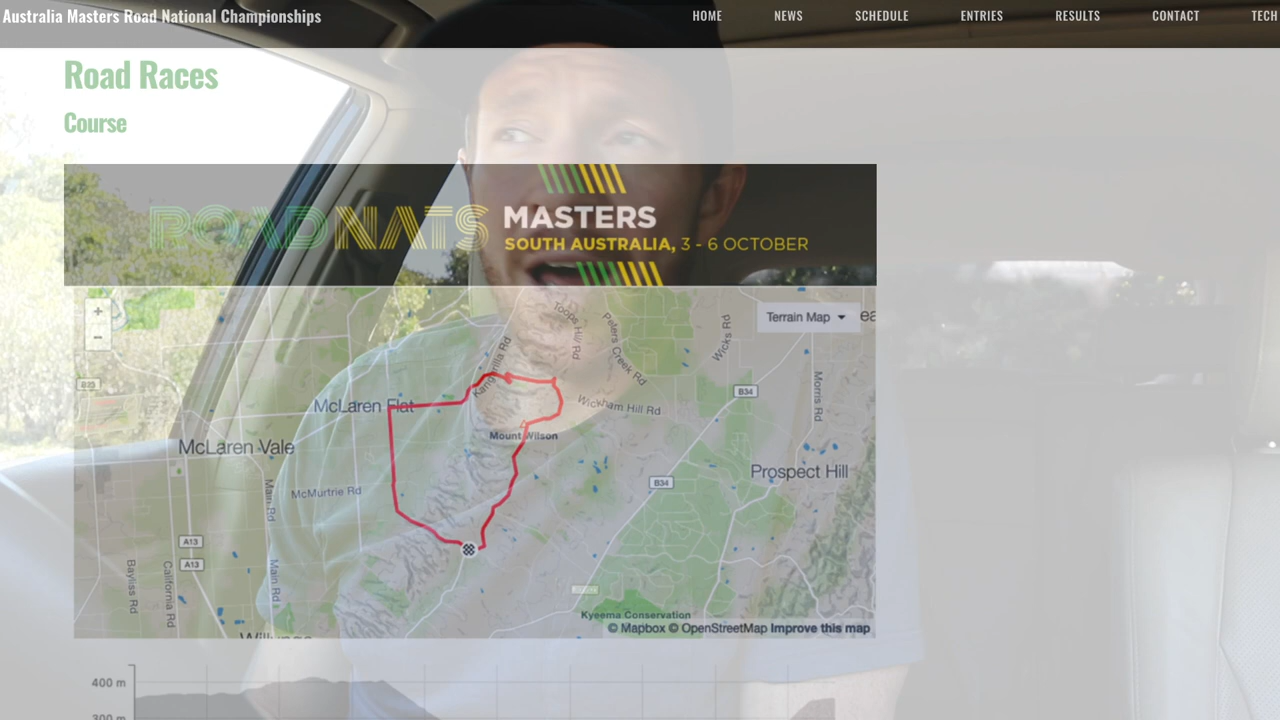 Australia Masters Road National Championships
HOME NEWS SCHEDULE ENTRIES RESULTS CONTACT TECH
Road Races
Course
ROAD NATS MASTERS
SOUTH AUSTRALIA, 3 - 6 OCTOBER
+
−
Terrain Map
Toops Hill Rd
Peters Creek Rd
Wicks Rd
Kangarilla Rd
B23
B34
Morris Rd
McLaren Flat
Wickham Hill Rd
Mount Wilson
McLaren Vale
Prospect Hill
B34
McMurtrie Rd
Main Rd
A13
A13
Bayliss Rd
California Rd
Main Rd
Kyeema Conservation
© Mapbox © OpenStreetMap Improve this map
400 m
300 m